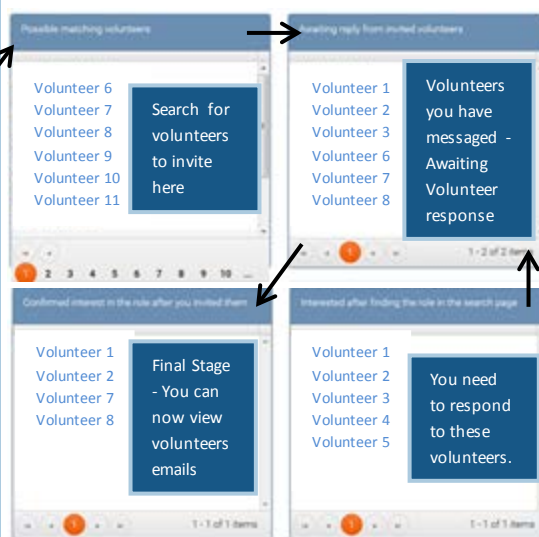 Possible matching volunteers
Volunteer 6
Volunteer 7
Volunteer 8
Volunteer 9
Volunteer 10
Volunteer 11
Search for
volunteers
to invite
here
1 2 3 4 5 6 7 8 9 10 ...
Awaiting reply from invited volunteers
Volunteer 1
Volunteer 2
Volunteer 3
Volunteer 6
Volunteer 7
Volunteer 8
Volunteers
you have
messaged -
Awaiting
Volunteer
response
1
1 - 2 of 2 items
Confirmed interest in the role after you invited them
Volunteer 1
Volunteer 2
Volunteer 7
Volunteer 8
Final Stage
- You can
now view
volunteers
emails
1
1 - 1 of 1 items
Interested after finding the role in the search page
Volunteer 1
Volunteer 2
Volunteer 3
Volunteer 4
Volunteer 5
You need
to respond
to these
volunteers.
1
1 - 1 of 1 items